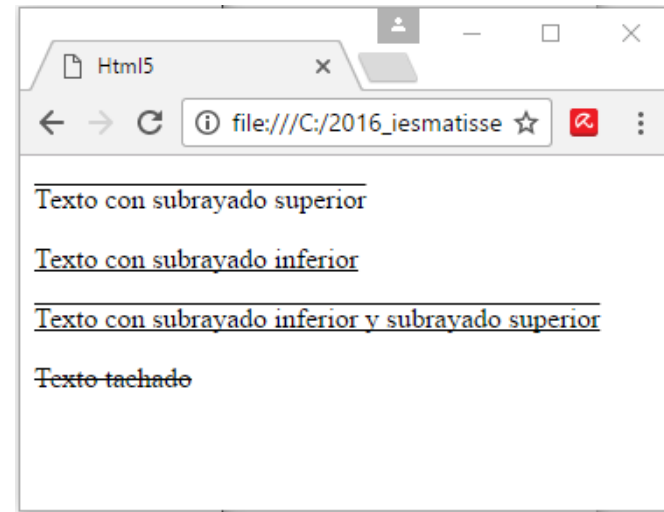 Html5
file:///C:/2016_iesmatisse
Texto con subrayado superior
Texto con subrayado inferior
Texto con subrayado inferior y subrayado superior
Texto tachado